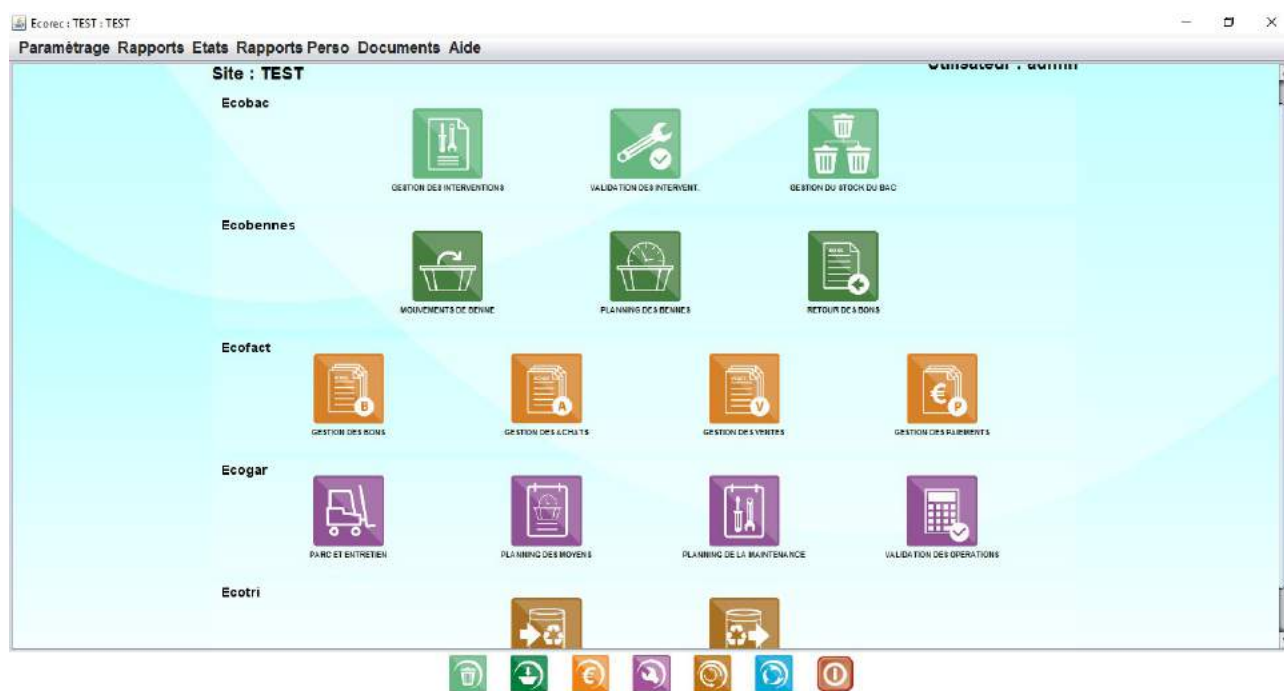 Ecorec : TEST : TEST
Paramètrage Rapports Etats Rapports Perso Documents Aide
Site : TEST Utilisateur : admin
Ecobac
GESTION DES INTERVENTIONS VALIDATION DES INTERVENT. GESTION DU STOCK DU BAC
Ecobennes
MOUVEMENTS DE BENNE PLANNING DES BENNES RETOUR DES BONS
Ecofact
B A V € P
GESTION DES BONS GESTION DES ACHATS GESTION DES VENTES GESTION DES PAIEMENTS
Ecogar
PARC ET ENTRETIEN PLANNING DES MOYENS PLANNING DE LA MAINTENANCE VALIDATION DES OPERATIONS
Ecotri
€